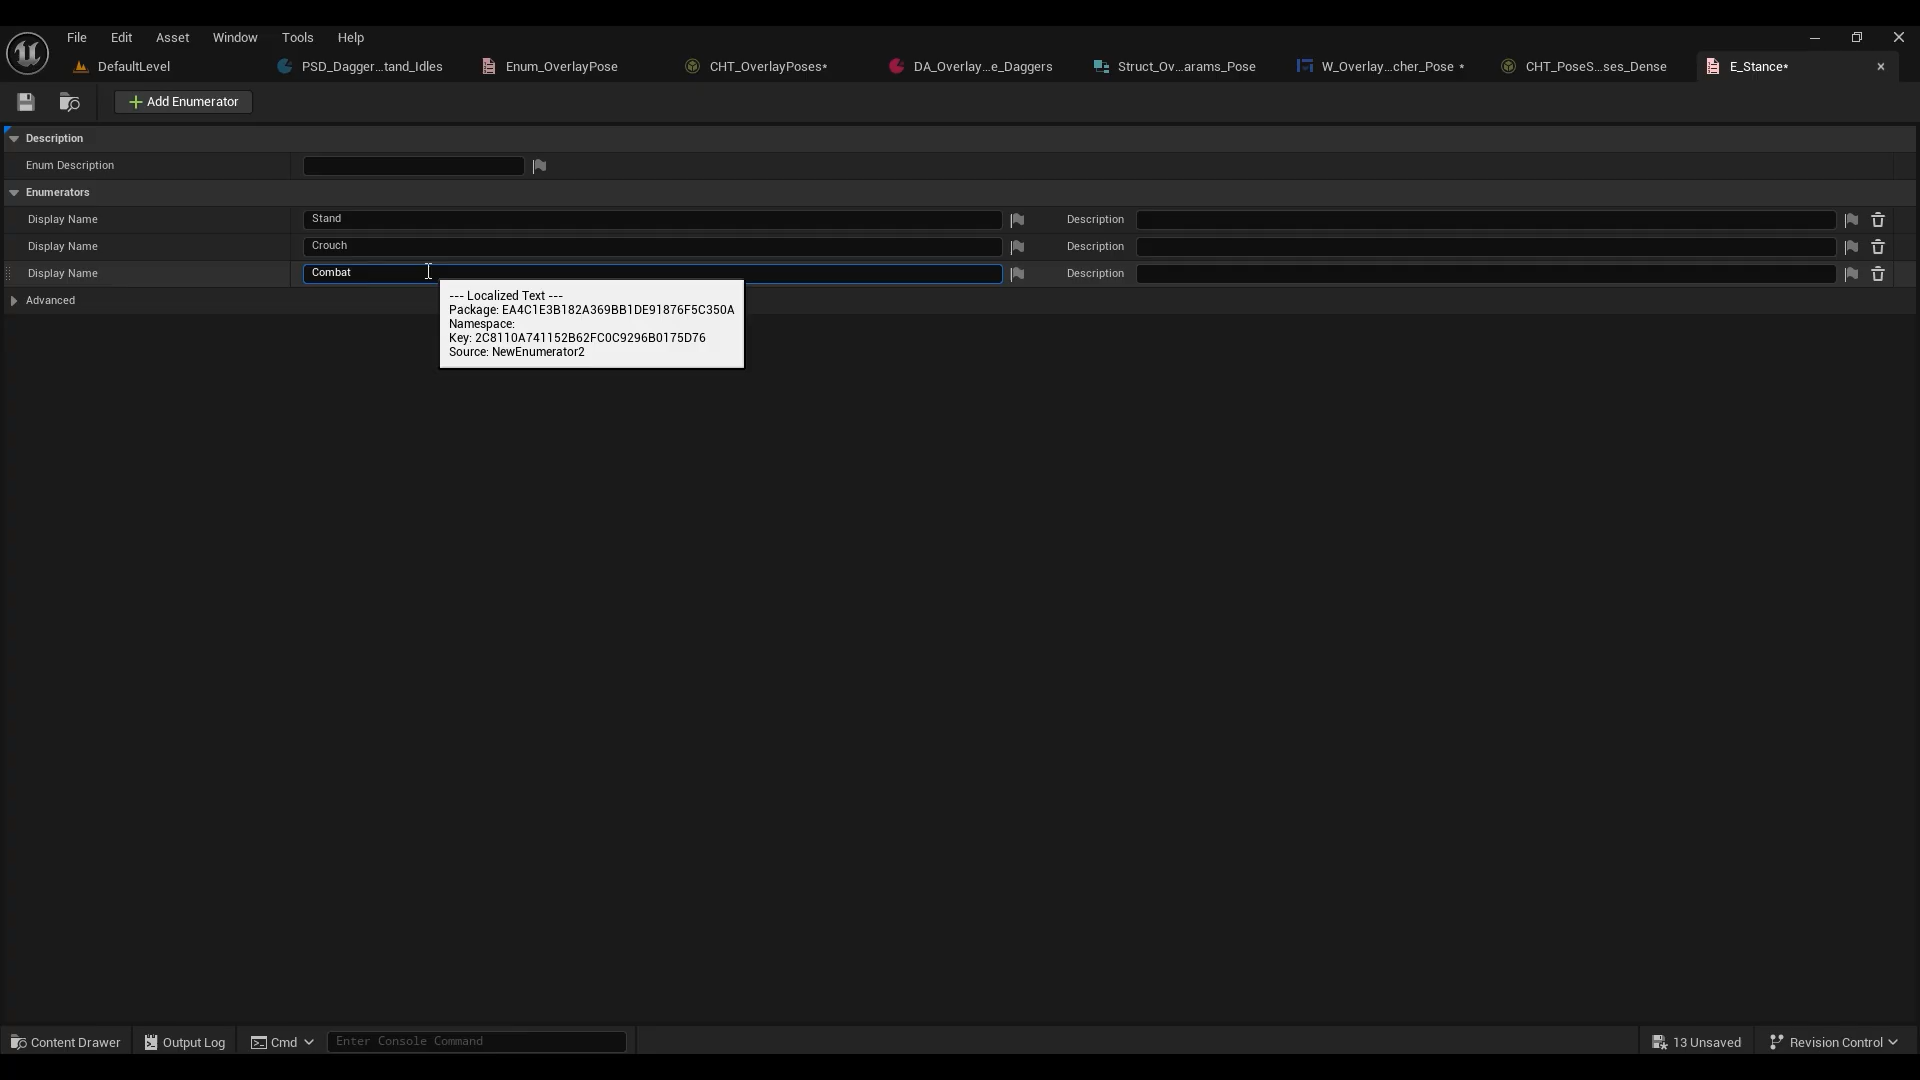 File Edit Asset Window Tools Help
DefaultLevel PSD_Dagger...tand_Idles Enum_OverlayPose CHT_OverlayPoses* DA_Overlay...e_Daggers Struct_Ov...arams_Pose W_Overlay...cher_Pose * CHT_PoseS...ses_Dense E_Stance*
Add Enumerator
Description
Enum Description
Enumerators
Display Name Stand Description
Display Name Crouch Description
Display Name Combat Description
Advanced
--- Localized Text ---
Package: EA4C1E3B182A369BB1DE91876F5C350A
Namespace:
Key: 2C8110A741152B62FC0C9296B0175D76
Source: NewEnumerator2
Content Drawer Output Log Cmd Enter Console Command 13 Unsaved Revision Control